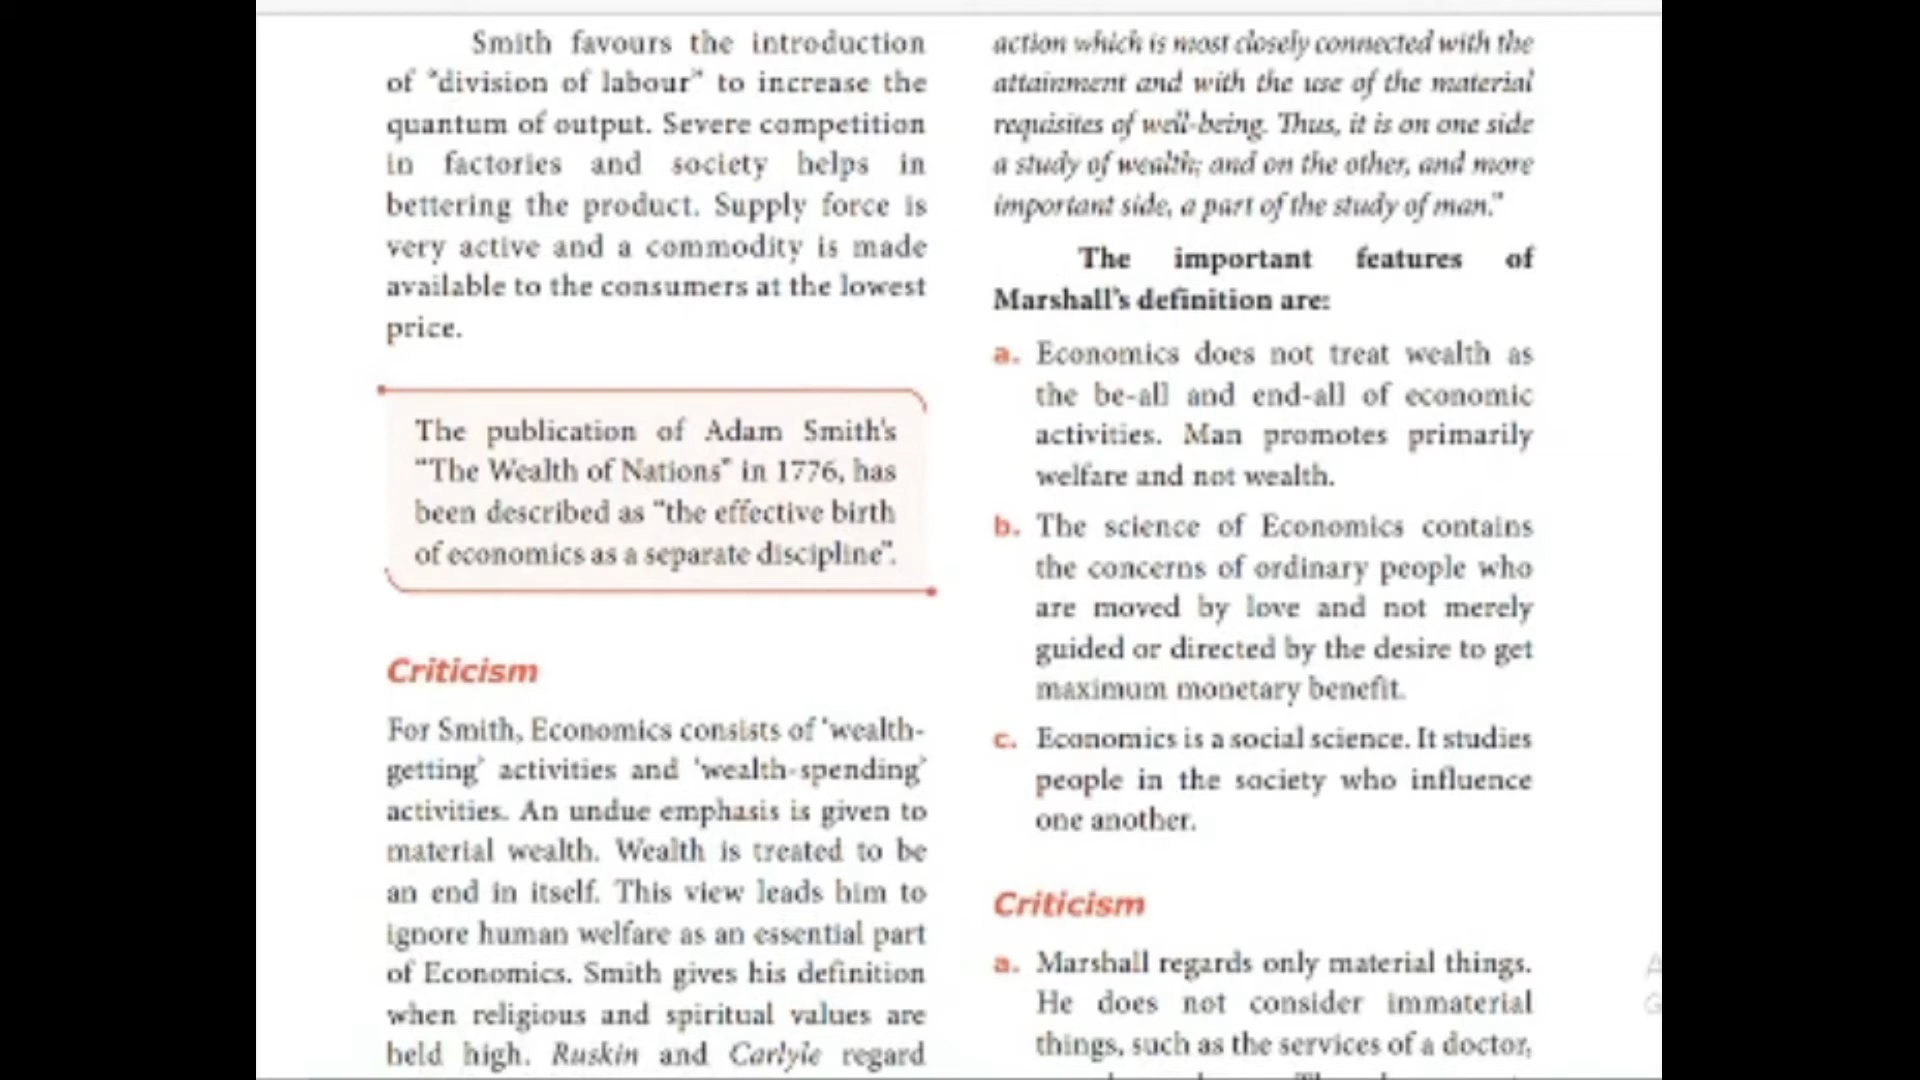 Smith favours the introduction
of "division of labour" to increase the
quantum of output. Severe competition
in factories and society helps in
bettering the product. Supply force is
very active and a commodity is made
available to the consumers at the lowest
price.
The publication of Adam Smith's
"The Wealth of Nations" in 1776, has
been described as "the effective birth
of economics as a separate discipline".
Criticism
For Smith, Economics consists of 'wealth-
getting' activities and 'wealth-spending'
activities. An undue emphasis is given to
material wealth. Wealth is treated to be
an end in itself. This view leads him to
ignore human welfare as an essential part
of Economics. Smith gives his definition
when religious and spiritual values are
held high. Ruskin and Carlyle regard
action which is most closely connected with the
attainment and with the use of the material
requisites of well-being. Thus, it is on one side
a study of wealth; and on the other, and more
important side, a part of the study of man."
The important features of
Marshall's definition are:
a. Economics does not treat wealth as
the be-all and end-all of economic
activities. Man promotes primarily
welfare and not wealth.
b. The science of Economics contains
the concerns of ordinary people who
are moved by love and not merely
guided or directed by the desire to get
maximum monetary benefit.
c. Economics is a social science. It studies
people in the society who influence
one another.
Criticism
a. Marshall regards only material things.
He does not consider immaterial
things, such as the services of a doctor,